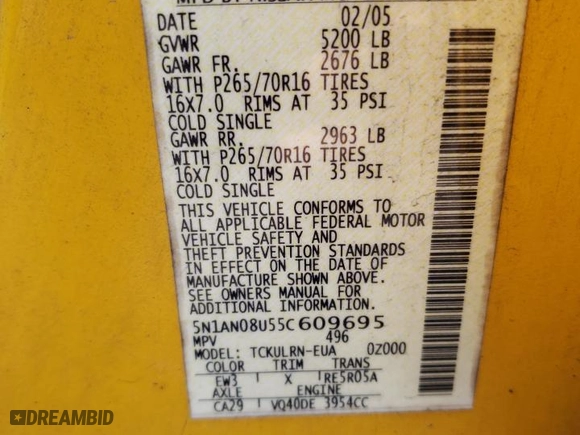 MFD BY NISSAN
DATE 02/05
GVWR 5200 LB
GAWR FR. 2676 LB
WITH P265/70R16 TIRES
16X7.0 RIMS AT 35 PSI
COLD SINGLE
GAWR RR. 2963 LB
WITH P265/70R16 TIRES
16X7.0 RIMS AT 35 PSI
COLD SINGLE
THIS VEHICLE CONFORMS TO
ALL APPLICABLE FEDERAL MOTOR
VEHICLE SAFETY AND
THEFT PREVENTION STANDARDS
IN EFFECT ON THE DATE OF
MANUFACTURE SHOWN ABOVE.
SEE OWNERS MANUAL FOR
ADDITIONAL INFORMATION.
5N1AN08U55C609695
MPV 496
MODEL: TCKULRN-EUA 0Z000
COLOR TRIM TRANS
EW3 X RE5R05A
AXLE ENGINE
CA29 VQ40DE 3954CC
DREAMBID